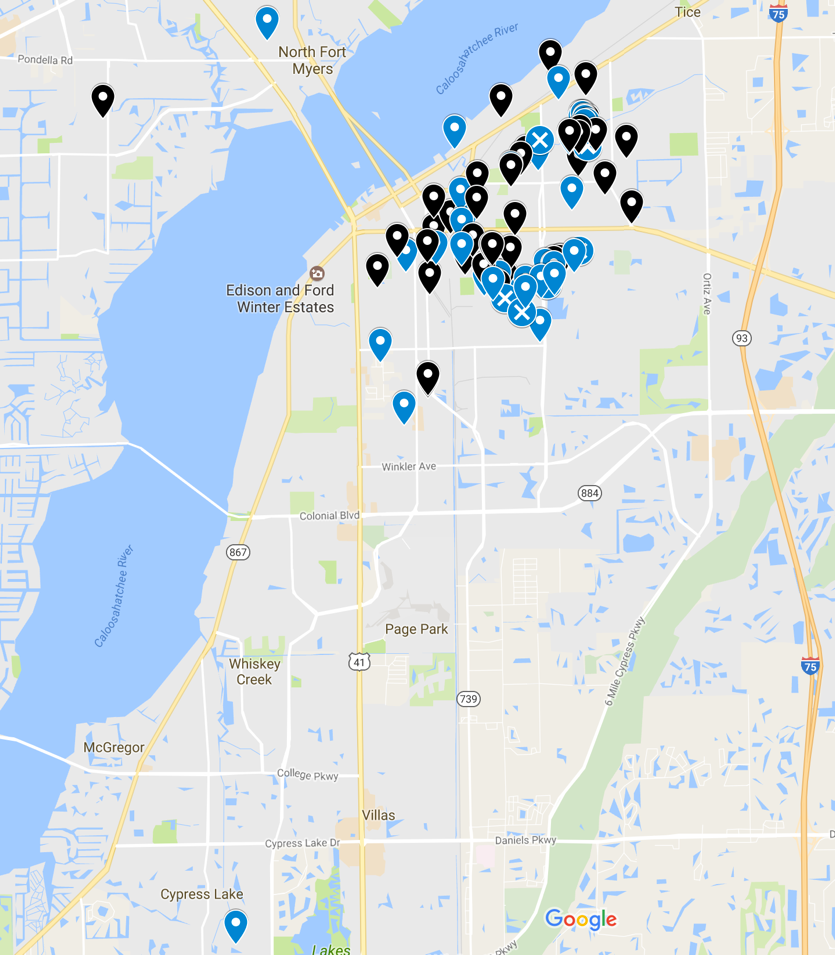 Tice
75
Caloosahatchee River
North Fort
Myers
Pondella Rd
Edison and Ford
Winter Estates
Ortiz Ave
93
Winkler Ave
884
Colonial Blvd
867
Caloosahatchee River
Page Park
6 Mile Cypress Pkwy
Whiskey
Creek
41
75
739
McGregor
College Pkwy
Villas
Cypress Lake Dr
Daniels Pkwy
D
Cypress Lake
Google
Lakes
Pkwy